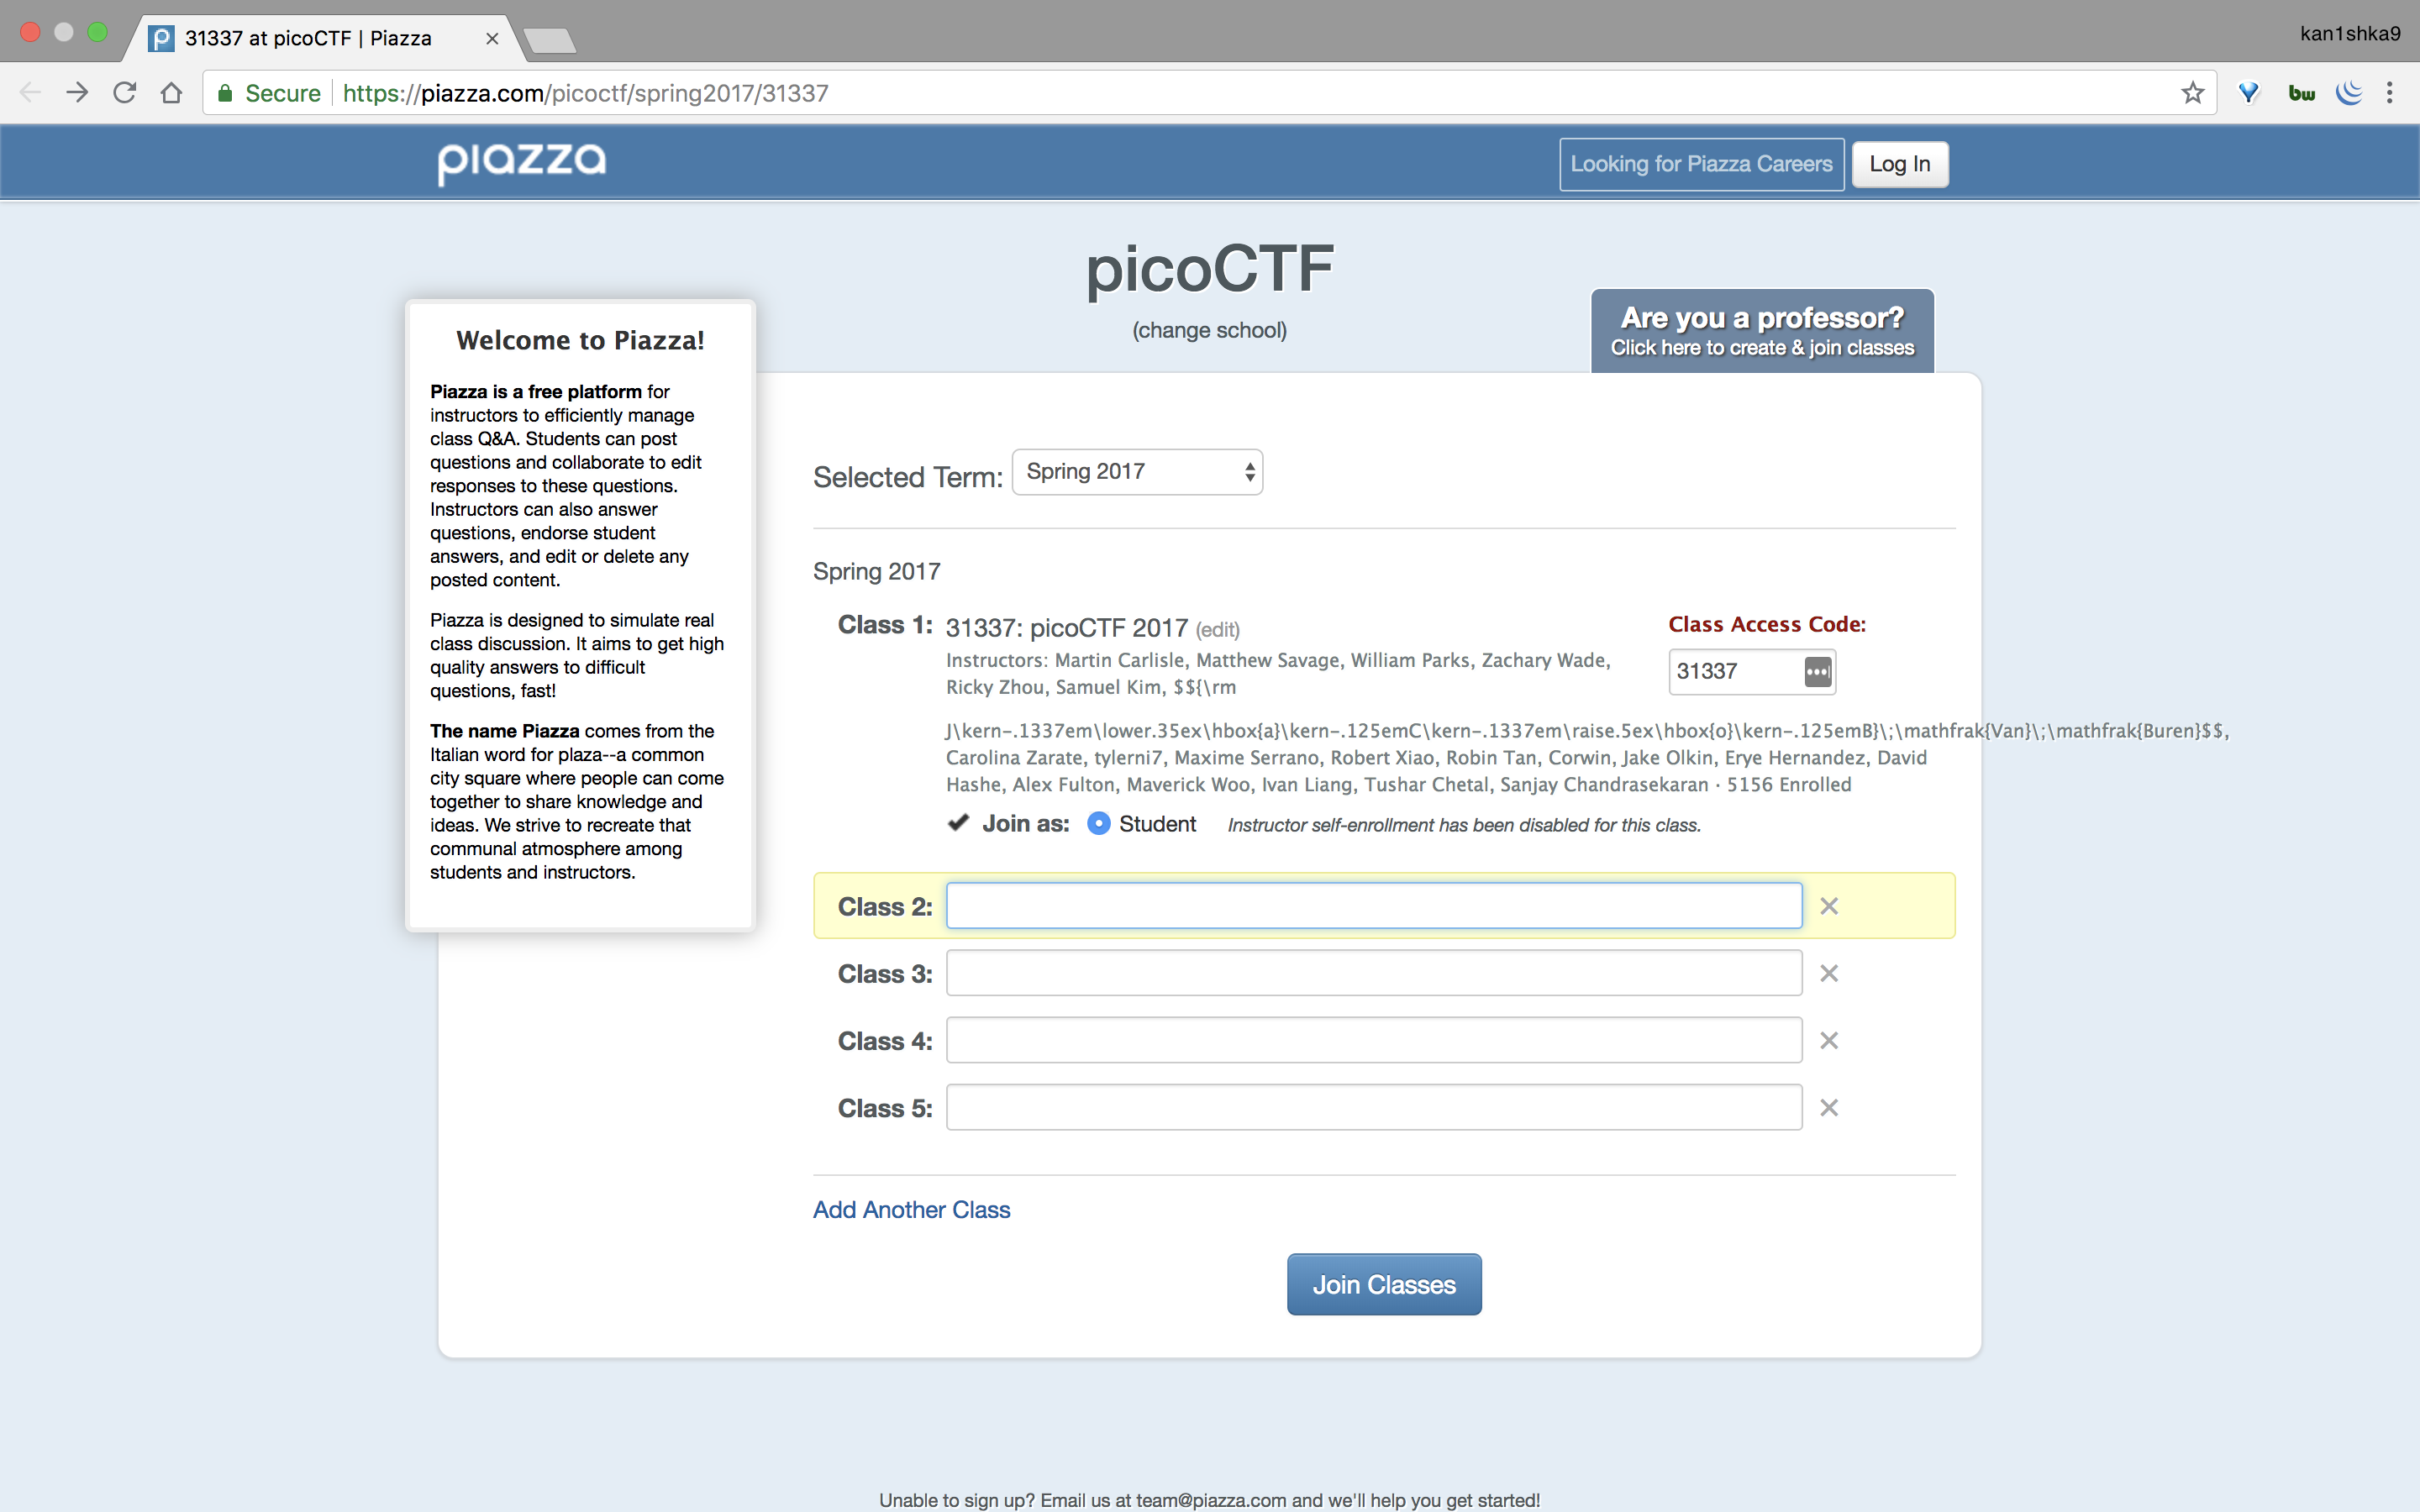 31337 at picoCTF | Piazza
kan1shka9
Secure
https://piazza.com/picoctf/spring2017/31337
bw
piazza
Looking for Piazza Careers
Log In
picoCTF
(change school)
Are you a professor?
Click here to create & join classes
Welcome to Piazza!
Piazza is a free platform for
instructors to efficiently manage
class Q&A. Students can post
questions and collaborate to edit
responses to these questions.
Instructors can also answer
questions, endorse student
answers, and edit or delete any
posted content.
Piazza is designed to simulate real
class discussion. It aims to get high
quality answers to difficult
questions, fast!
The name Piazza comes from the
Italian word for plaza--a common
city square where people can come
together to share knowledge and
ideas. We strive to recreate that
communal atmosphere among
students and instructors.
Selected Term: Spring 2017
Spring 2017
Class 1: 31337: picoCTF 2017 (edit)
Class Access Code:
31337
Instructors: Martin Carlisle, Matthew Savage, William Parks, Zachary Wade,
Ricky Zhou, Samuel Kim, $${\rm
J\kern-.1337em\lower.35ex\hbox{a}\kern-.125emC\kern-.1337em\raise.5ex\hbox{o}\kern-.125emB}\;\mathfrak{Van}\;\mathfrak{Buren}$$,
Carolina Zarate, tylerni7, Maxime Serrano, Robert Xiao, Robin Tan, Corwin, Jake Olkin, Erye Hernandez, David
Hashe, Alex Fulton, Maverick Woo, Ivan Liang, Tushar Chetal, Sanjay Chandrasekaran · 5156 Enrolled
Join as: Student Instructor self-enrollment has been disabled for this class.
Class 2:
Class 3:
Class 4:
Class 5:
Add Another Class
Join Classes
Unable to sign up? Email us at team@piazza.com and we'll help you get started!